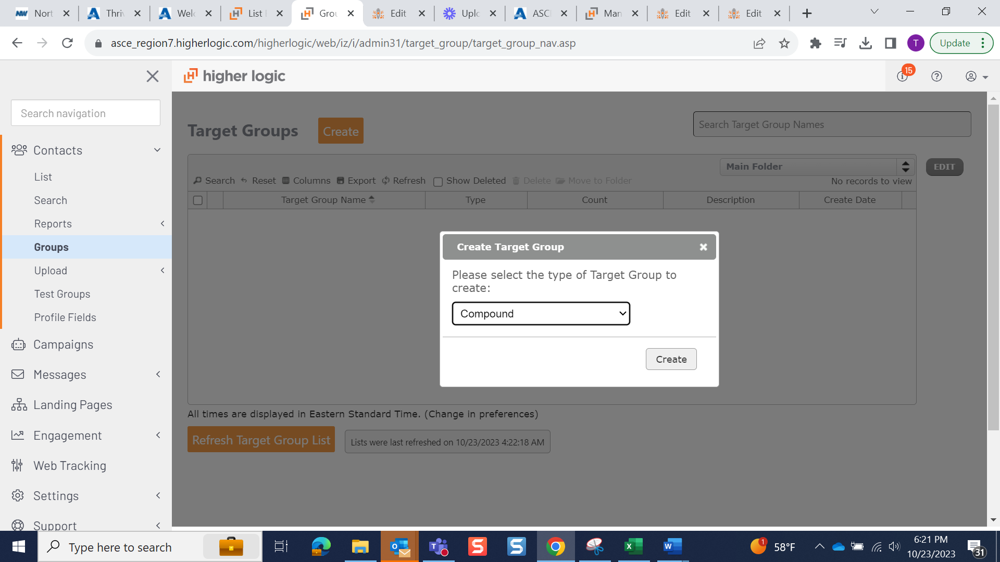 Nort
Thriv
Welc
List
Grou
Edit
Uplo
ASCE
Man
Edit
Edit
asce_region7.higherlogic.com/higherlogic/web/iz/i/admin31/target_group/target_group_nav.asp
T
Update
higher logic
15
Search navigation
Target Groups
Create
Search Target Group Names
Contacts
List
Search
Reports
Groups
Upload
Test Groups
Profile Fields
Campaigns
Messages
Landing Pages
Engagement
Web Tracking
Settings
Support
Main Folder
EDIT
Search Reset Columns Export Refresh Show Deleted Delete Move to Folder
No records to view
Target Group Name Type Count Description Create Date
Create Target Group
Please select the type of Target Group to
create:
Compound
Create
All times are displayed in Eastern Standard Time. (Change in preferences)
Refresh Target Group List
Lists were last refreshed on 10/23/2023 4:22:18 AM
Type here to search
1
58°F
6:21 PM
10/23/2023
31